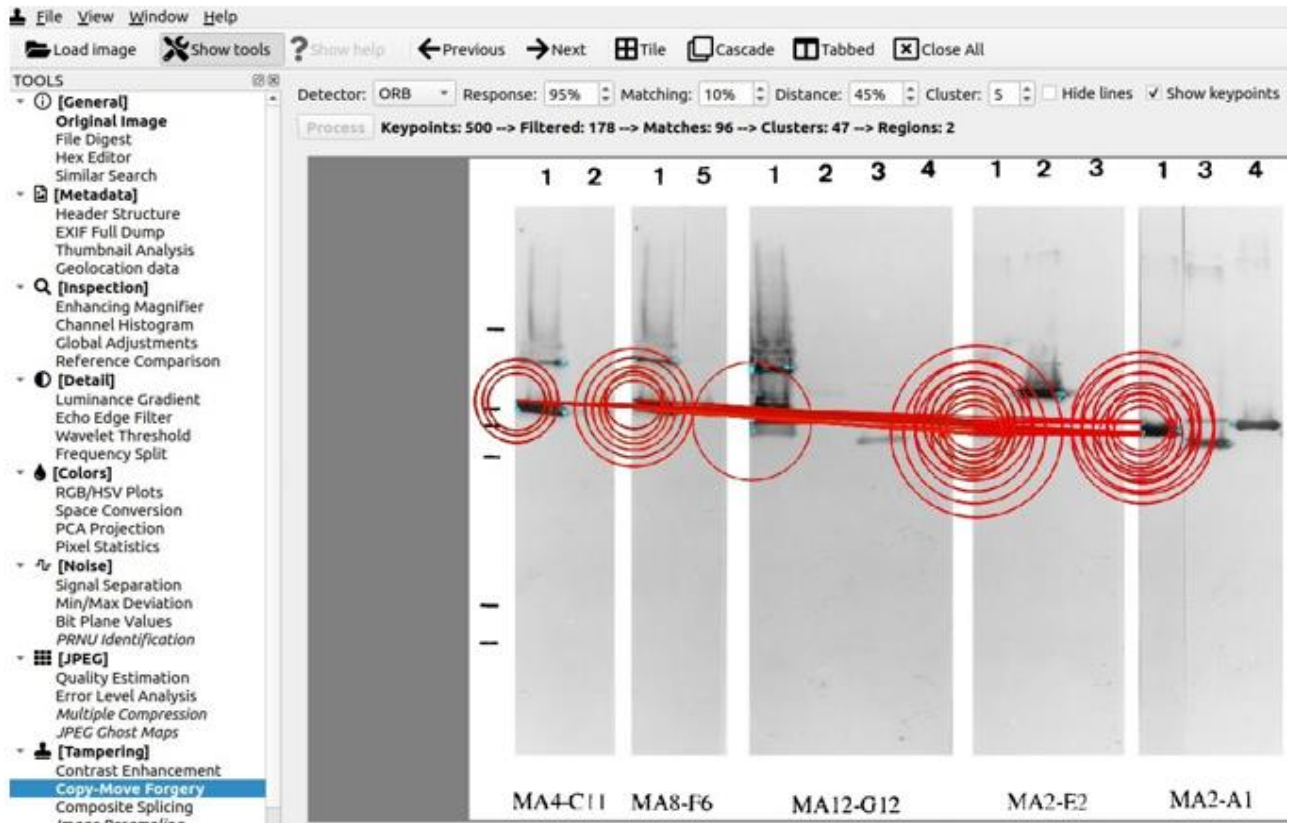 File View Window Help
Load image Show tools Show help Previous Next Tile Cascade Tabbed Close All
TOOLS
[General]
Original Image
File Digest
Hex Editor
Similar Search
[Metadata]
Header Structure
EXIF Full Dump
Thumbnail Analysis
Geolocation data
[Inspection]
Enhancing Magnifier
Channel Histogram
Global Adjustments
Reference Comparison
[Detail]
Luminance Gradient
Echo Edge Filter
Wavelet Threshold
Frequency Split
[Colors]
RGB/HSV Plots
Space Conversion
PCA Projection
Pixel Statistics
[Noise]
Signal Separation
Min/Max Deviation
Bit Plane Values
PRNU Identification
[JPEG]
Quality Estimation
Error Level Analysis
Multiple Compression
JPEG Ghost Maps
[Tampering]
Contrast Enhancement
Copy-Move Forgery
Composite Splicing
Detector: ORB Response: 95% Matching: 10% Distance: 45% Cluster: 5 Hide lines Show keypoints
Process Keypoints: 500 --> Filtered: 178 --> Matches: 96 --> Clusters: 47 --> Regions: 2
1 2 1 5 1 2 3 4 1 2 3 1 3 4
MA4-C11 MA8-F6 MA12-G12 MA2-E2 MA2-A1